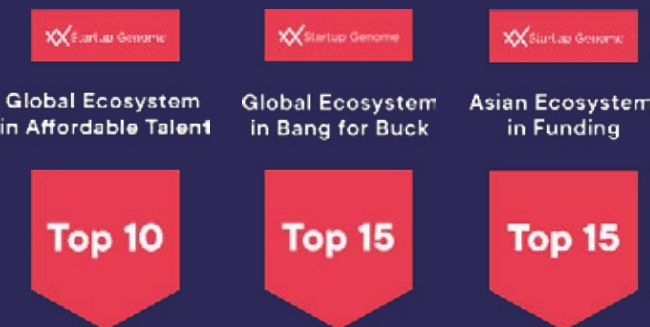 Startup Genome
Global Ecosystem
in Affordable Talent
Top 10
Startup Genome
Global Ecosystem
in Bang for Buck
Top 15
Startup Genome
Asian Ecosystem
in Funding
Top 15